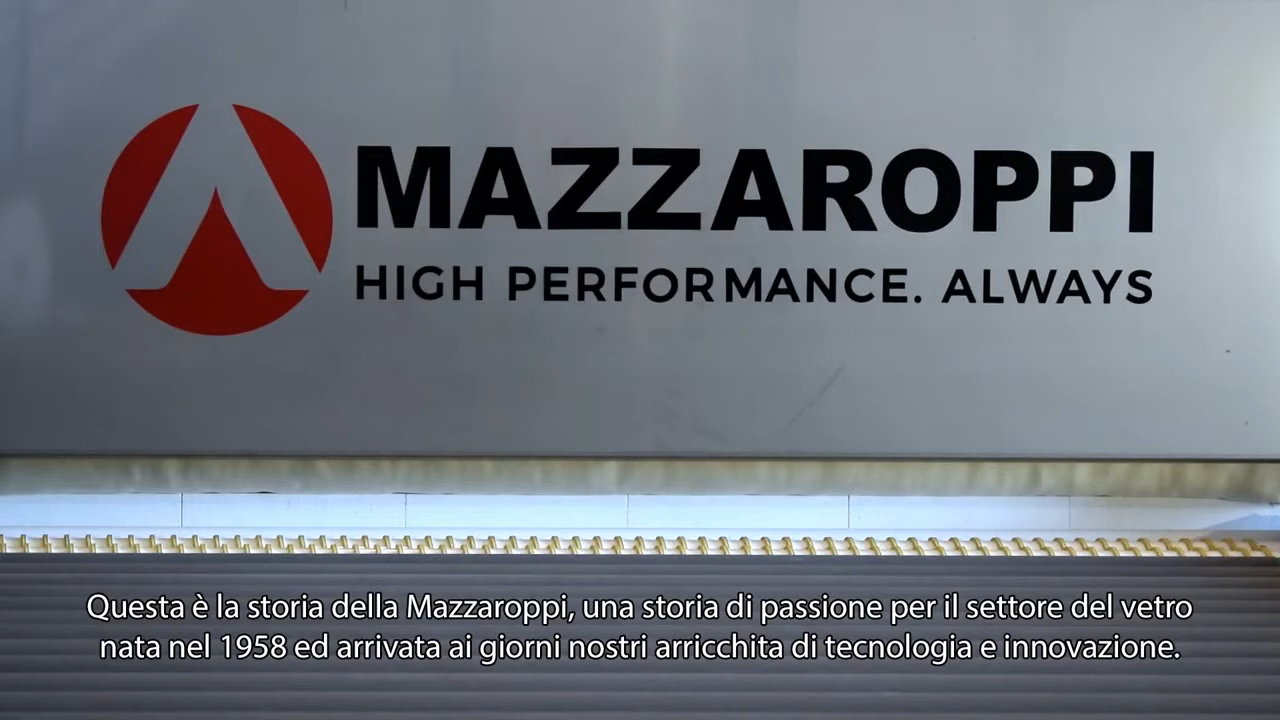 MAZZAROPPI
HIGH PERFORMANCE. ALWAYS
Questa è la storia della Mazzaroppi, una storia di passione per il settore del vetro
nata nel 1958 ed arrivata ai giorni nostri arricchita di tecnologia e innovazione.